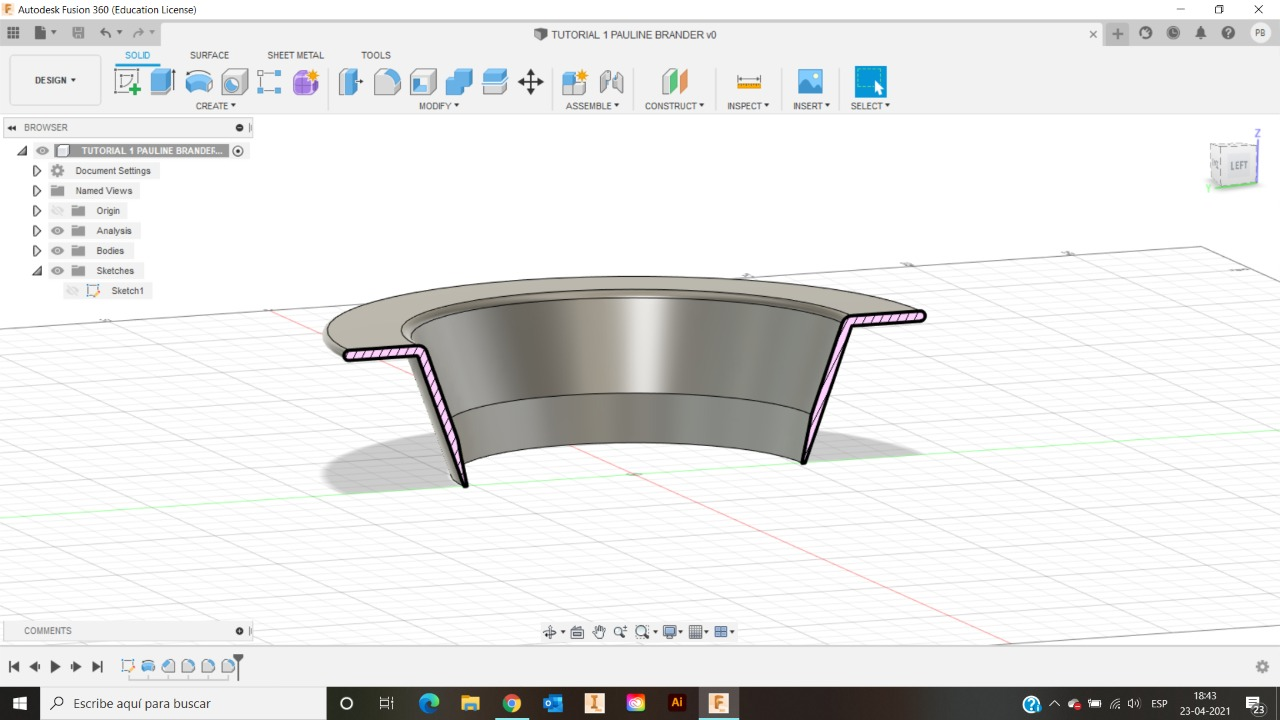 Autodesk Fusion 360 (Education License)
TUTORIAL 1 PAULINE BRANDER v0
PB
DESIGN
SOLID
SURFACE
SHEET METAL
TOOLS
CREATE
MODIFY
ASSEMBLE
CONSTRUCT
INSPECT
INSERT
SELECT
BROWSER
TUTORIAL 1 PAULINE BRANDER...
Document Settings
Named Views
Origin
Analysis
Bodies
Sketches
Sketch1
Z
LEFT
Y
COMMENTS
Escribe aquí para buscar
Ai
ESP
18:43
23-04-2021
23